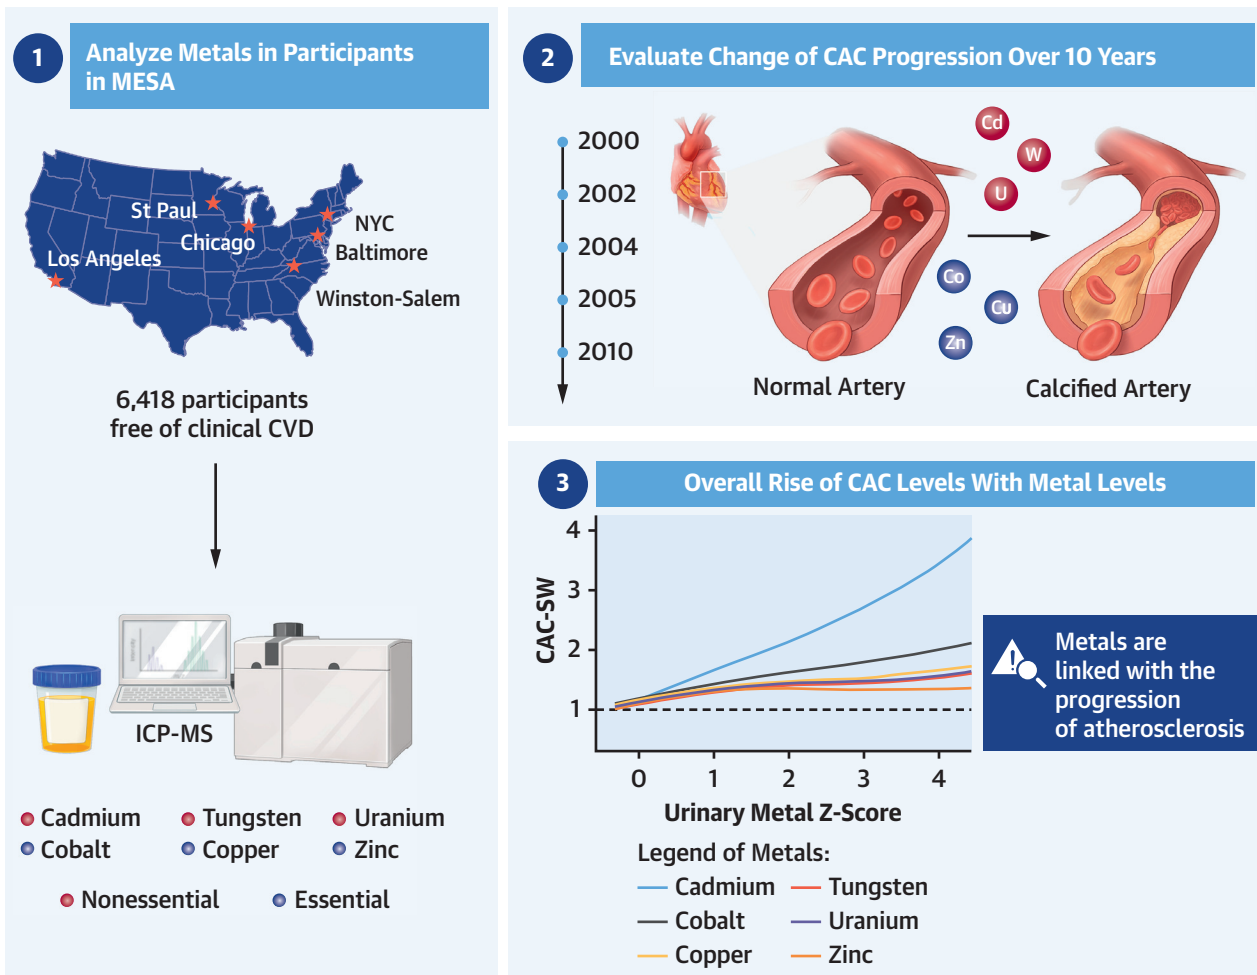 1
Analyze Metals in Participants
in MESA
St Paul
Chicago
Los Angeles
NYC
Baltimore
Winston-Salem
6,418 participants
free of clinical CVD
ICP-MS
Cadmium
Tungsten
Uranium
Cobalt
Copper
Zinc
Nonessential
Essential
2
Evaluate Change of CAC Progression Over 10 Years
2000
2002
2004
2005
2010
Cd
W
U
Co
Cu
Zn
Normal Artery
Calcified Artery
3
Overall Rise of CAC Levels With Metal Levels
CAC-SW
4
3
2
1
0 1 2 3 4
Urinary Metal Z-Score
Legend of Metals:
Cadmium
Tungsten
Cobalt
Uranium
Copper
Zinc
!
Metals are
linked with the
progression
of atherosclerosis